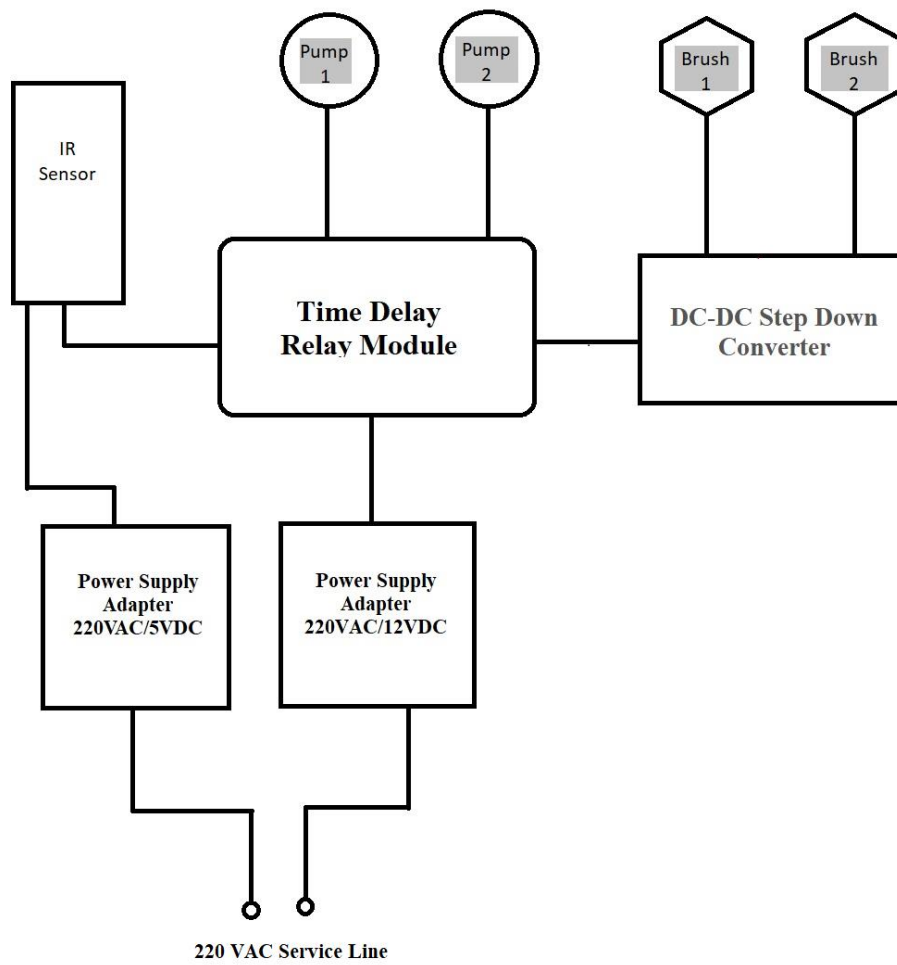 Pump
1
Pump
2
Brush
1
Brush
2
IR
Sensor
Time Delay
Relay Module
DC-DC Step Down
Converter
Power Supply
Adapter
220VAC/5VDC
Power Supply
Adapter
220VAC/12VDC
220 VAC Service Line